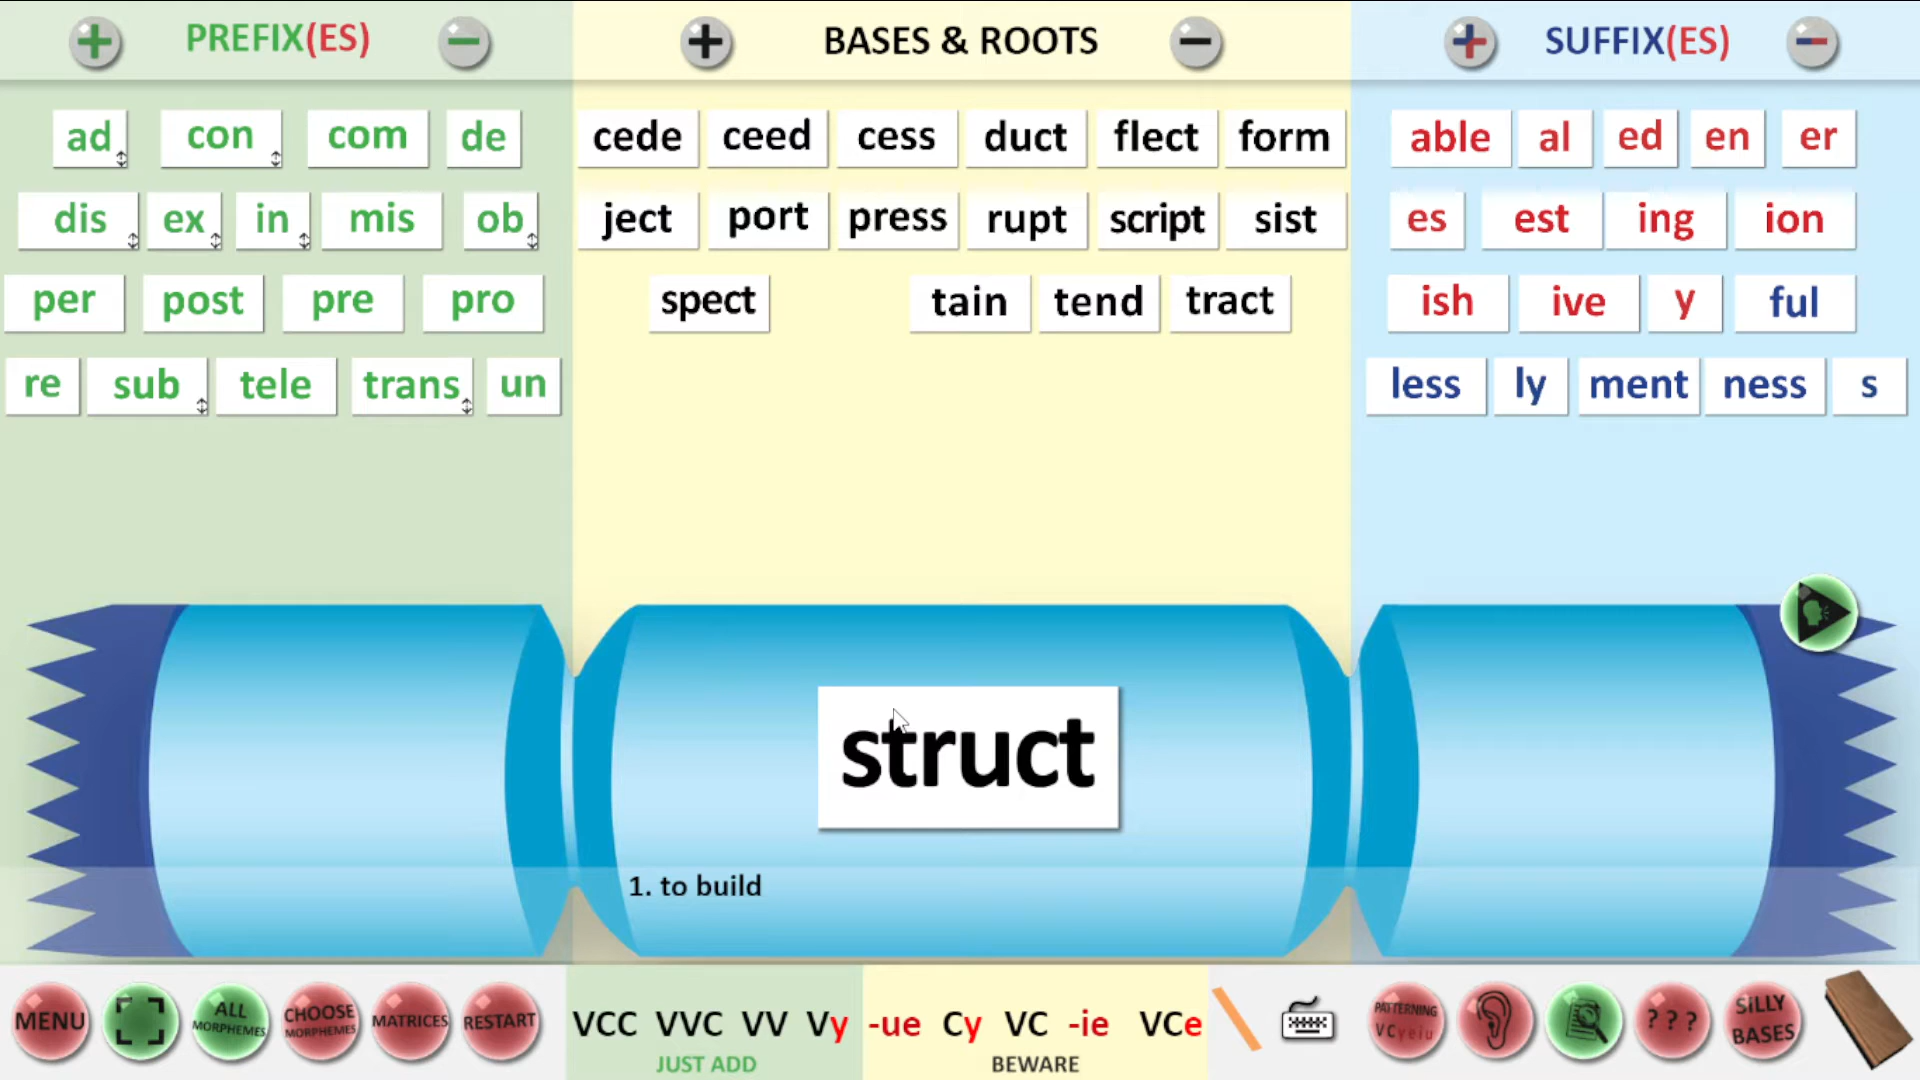 PREFIX(ES) BASES & ROOTS SUFFIX(ES)
ad con com de cede ceed cess duct flect form able al ed en er
dis ex in mis ob ject port press rupt script sist es est ing ion
per post pre pro spect tain tend tract ish ive y ful
re sub tele trans un less ly ment ness s
struct
1. to build
MENU ALL MORPHEMES CHOOSE MORPHEMES MATRICES RESTART VCC VVC VV Vy -ue Cy VC -ie VCe PATTERNING VCyeiu ??? SiLLY BASES
JUST ADD BEWARE